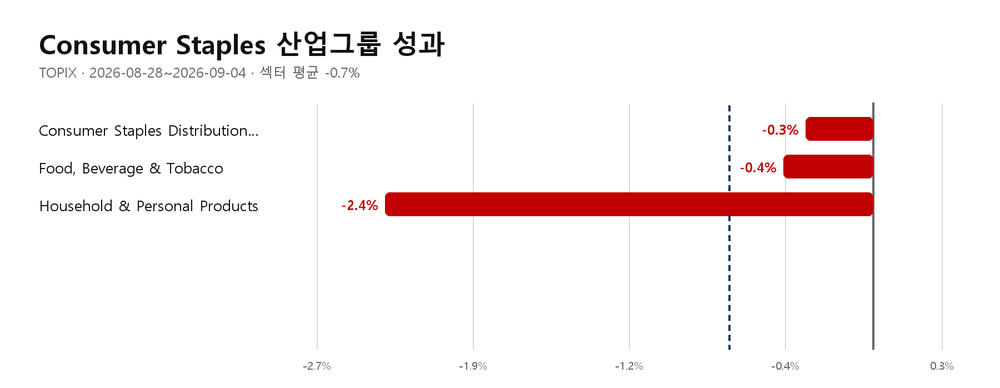 Consumer Staples 산업그룹 성과
TOPIX · 2026-08-28~2026-09-04 · 섹터 평균 -0.7%
Consumer Staples Distribution...
-0.3%
Food, Beverage & Tobacco
-0.4%
Household & Personal Products
-2.4%
-2.7%
-1.9%
-1.2%
-0.4%
0.3%